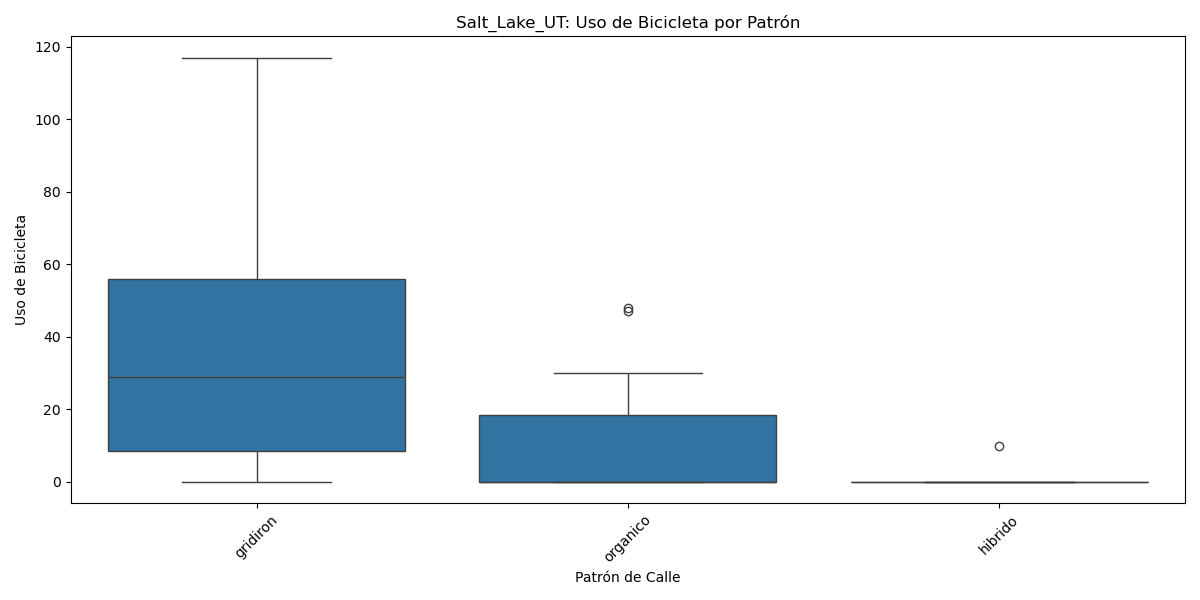 Salt_Lake_UT: Uso de Bicicleta por Patrón
Uso de Bicicleta
120
100
80
60
40
20
0
gridiron
organico
hibrido
Patrón de Calle